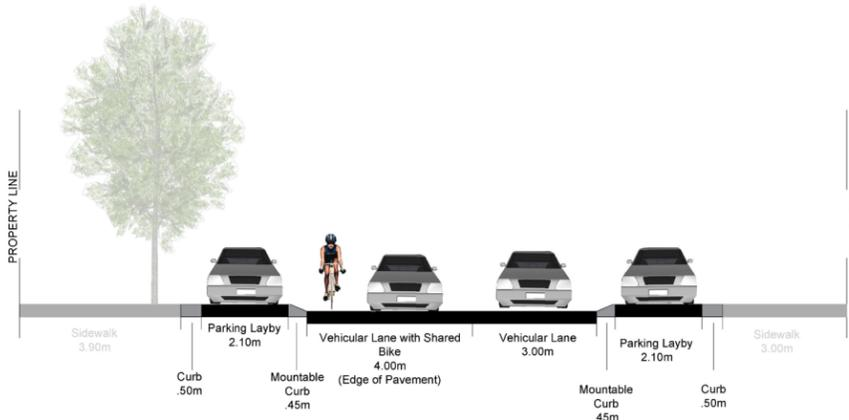 PROPERTY LINE
Sidewalk
3.90m
Curb
.50m
Parking Layby
2.10m
Mountable
Curb
.45m
Vehicular Lane with Shared
Bike
4.00m
(Edge of Pavement)
Vehicular Lane
3.00m
Mountable
Curb
.45m
Parking Layby
2.10m
Curb
.50m
Sidewalk
3.00m